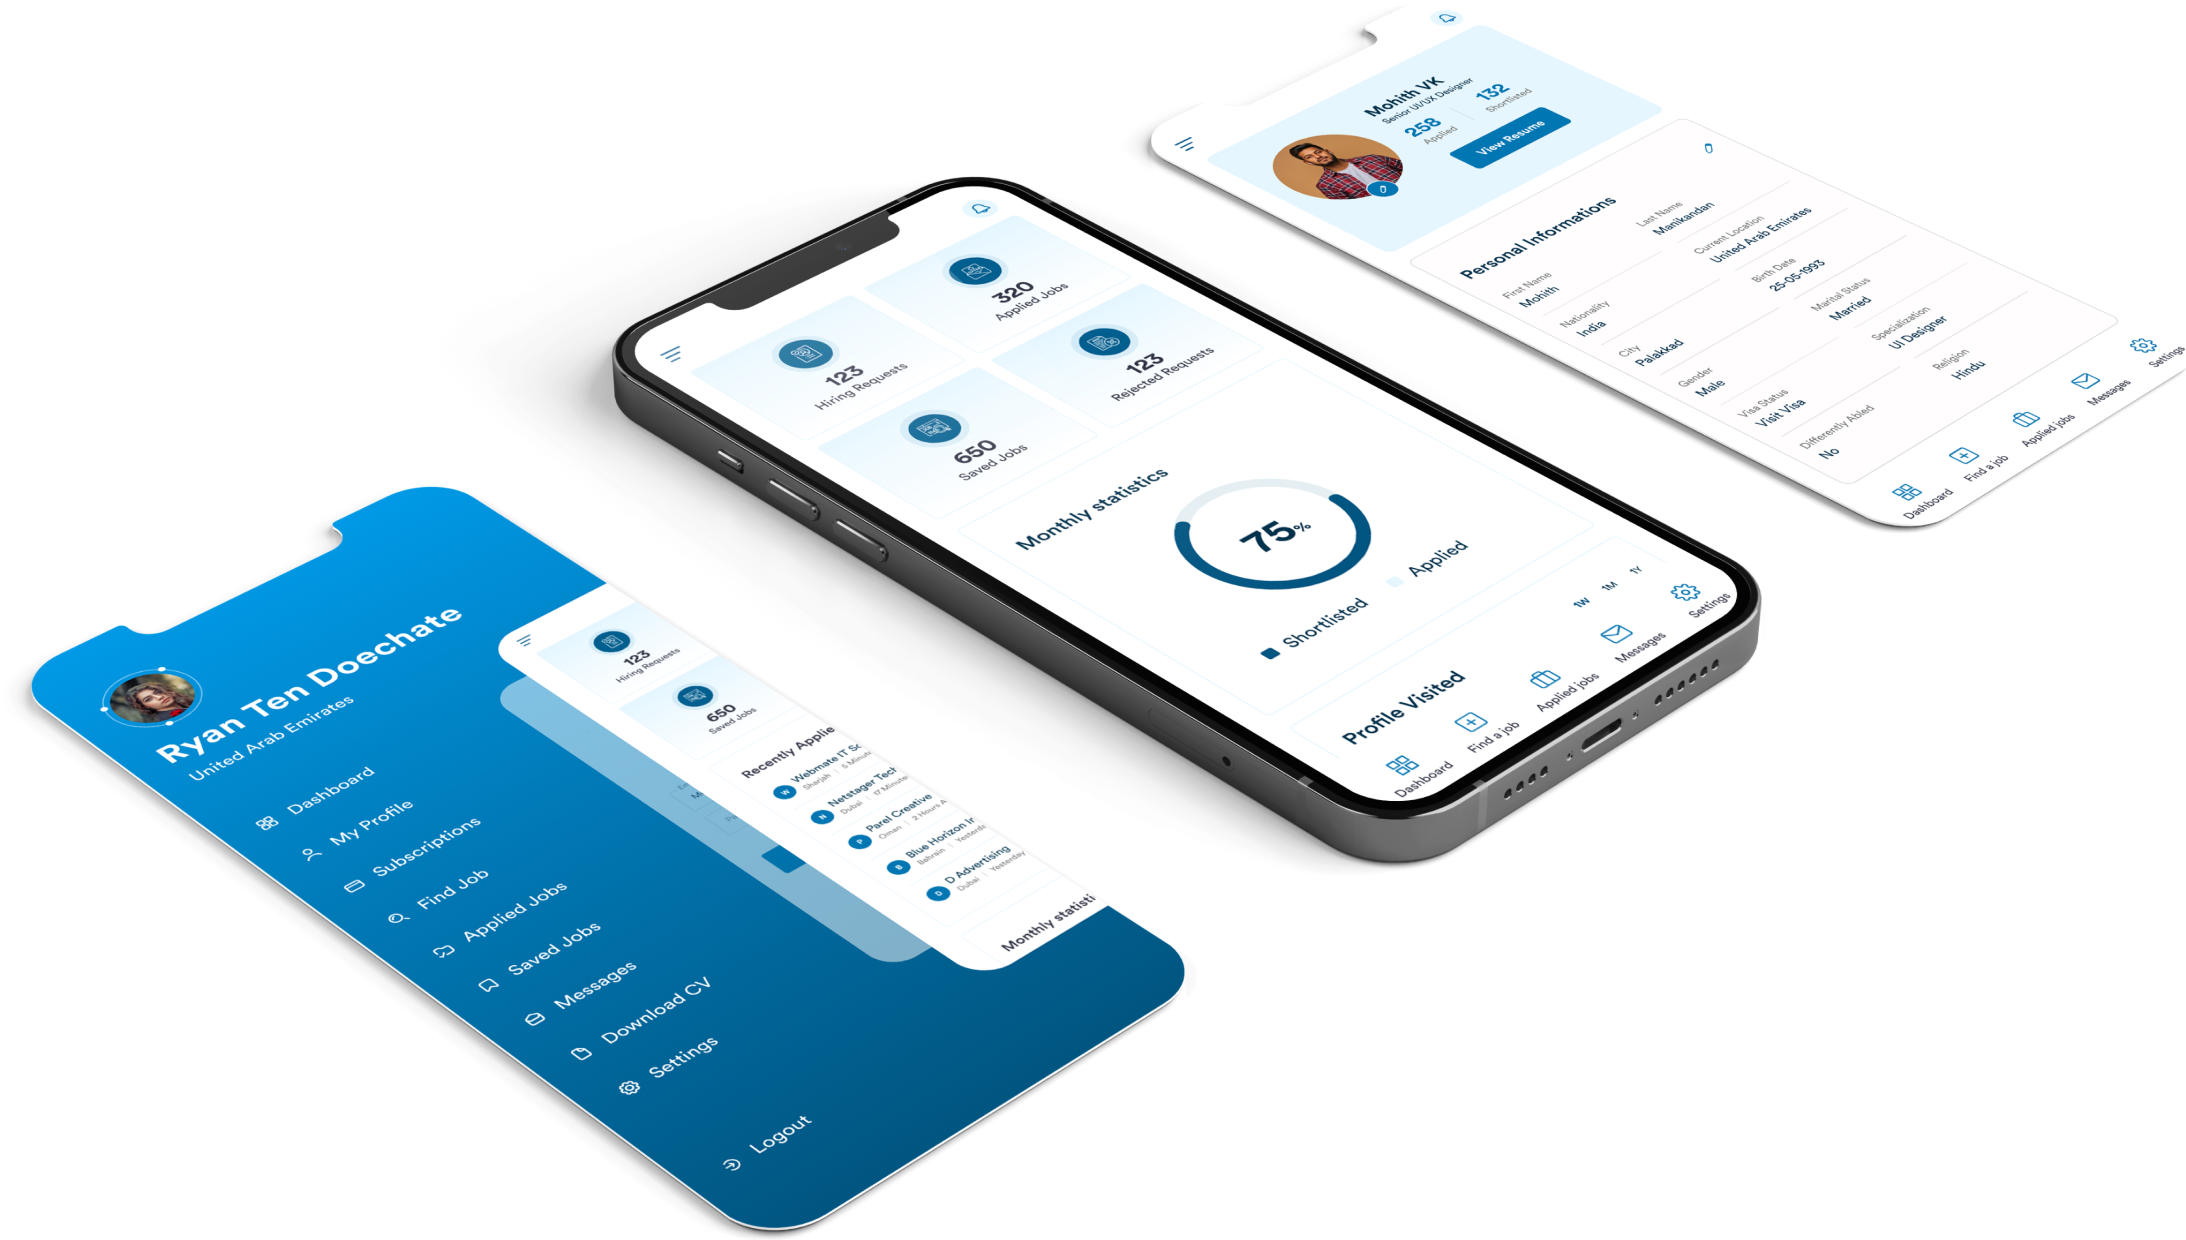 Ryan Ten Doechate
United Arab Emirates
Dashboard
My Profile
Subscriptions
Find Job
Applied Jobs
Saved Jobs
Messages
Download CV
Settings
Logout
123
Hiring Requests
650
Saved Jobs
Recently Applie
W
Webmate IT Sc
Sharjah | 5 Minut
N
Netstager Tech
Dubai | 17 Minute
P
Parel Creative
Oman | 2 Hours A
B
Blue Horizon Ir
Bahrain | Yesterd
D
D Advertising
Dubai | Yesterday
Monthly statisti
123
Hiring Requests
320
Applied Jobs
650
Saved Jobs
123
Rejected Requests
Monthly statistics
75%
Shortlisted
Applied
Profile Visited
1W 1M 1Y
Dashboard
Find a job
Applied jobs
Messages
Settings
Mohith VK
Senior UI/UX Designer
258
Applied
132
Shortlisted
View Resume
Personal Informations
First Name
Mohith
Last Name
Manikandan
Nationality
India
Current Location
United Arab Emirates
City
Palakkad
Birth Date
25-05-1993
Gender
Male
Marital Status
Married
Visa Status
Visit Visa
Specialization
UI Designer
Differently Abled
No
Religion
Hindu
Dashboard
Find a job
Applied jobs
Messages
Settings